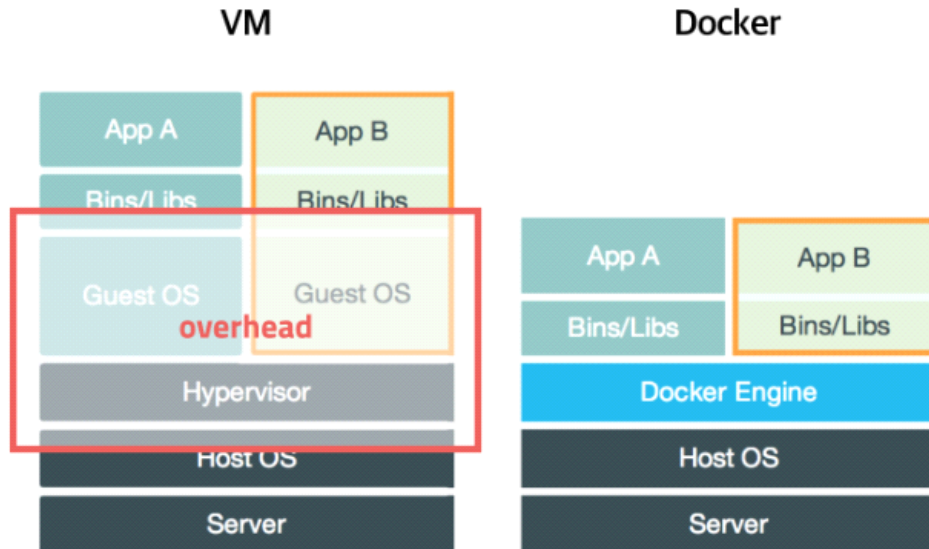 VM
Docker
App A
App B
Bins/Libs
Bins/Libs
Guest OS
Guest OS
overhead
Hypervisor
Host OS
Server
App A
App B
Bins/Libs
Bins/Libs
Docker Engine
Host OS
Server